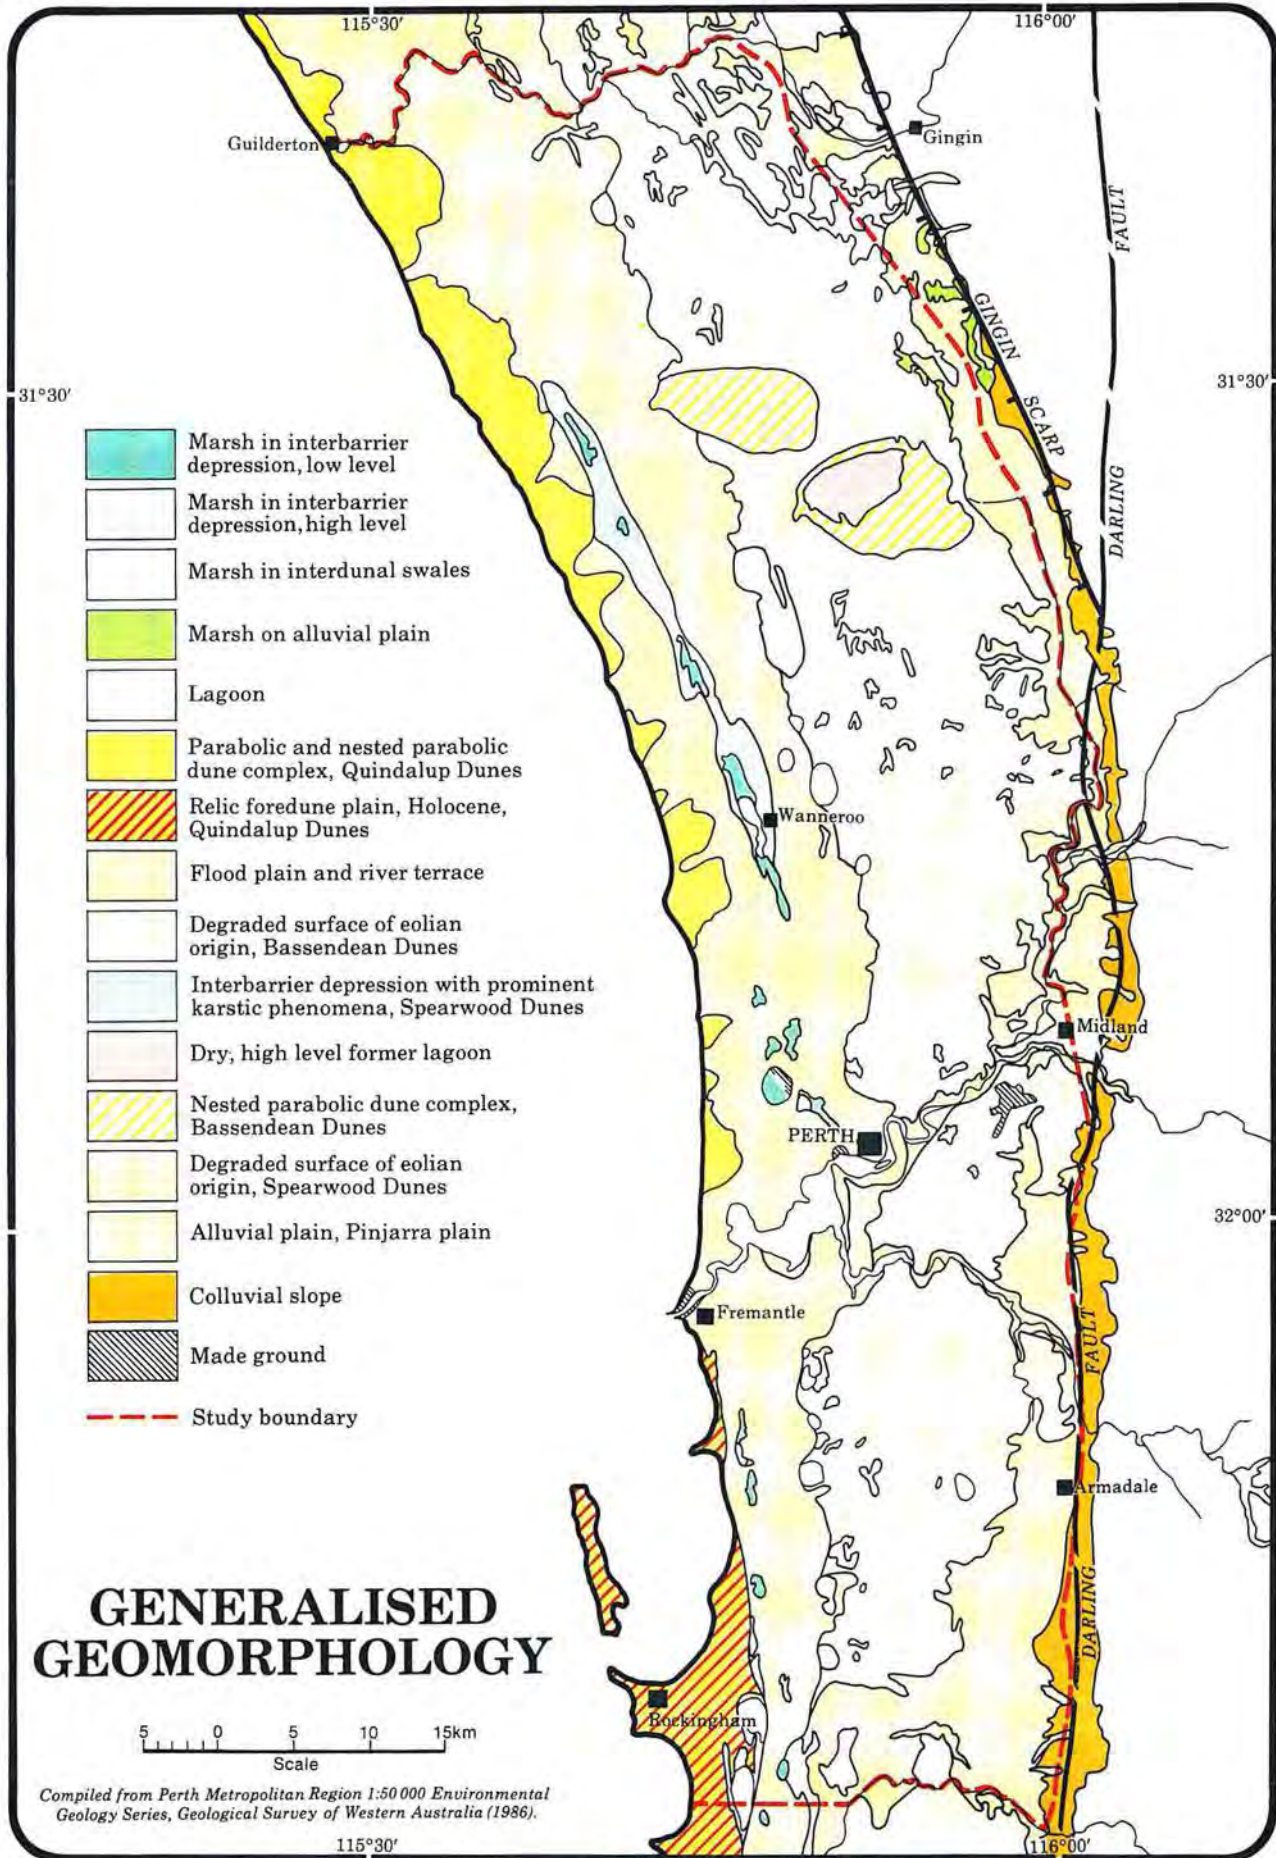 115°30'
116°00'
Guilderton
Gingin
FAULT
GINGIN
SCARP
31°30'
31°30'
DARLING
Marsh in interbarrier
depression, low level
Marsh in interbarrier
depression, high level
Marsh in interdunal swales
Marsh on alluvial plain
Lagoon
Parabolic and nested parabolic
dune complex, Quindalup Dunes
Relic foredune plain, Holocene,
Quindalup Dunes
Flood plain and river terrace
Degraded surface of eolian
origin, Bassendean Dunes
Interbarrier depression with prominent
karstic phenomena, Spearwood Dunes
Dry, high level former lagoon
Nested parabolic dune complex,
Bassendean Dunes
Degraded surface of eolian
origin, Spearwood Dunes
Alluvial plain, Pinjarra plain
Colluvial slope
Made ground
Study boundary
Wanneroo
Midland
PERTH
32°00'
Fremantle
FAULT
Armadale
DARLING
Rockingham
GENERALISED
GEOMORPHOLOGY
5 0 5 10 15km
Scale
Compiled from Perth Metropolitan Region 1:50 000 Environmental
Geology Series, Geological Survey of Western Australia (1986).
115°30'
116°00'